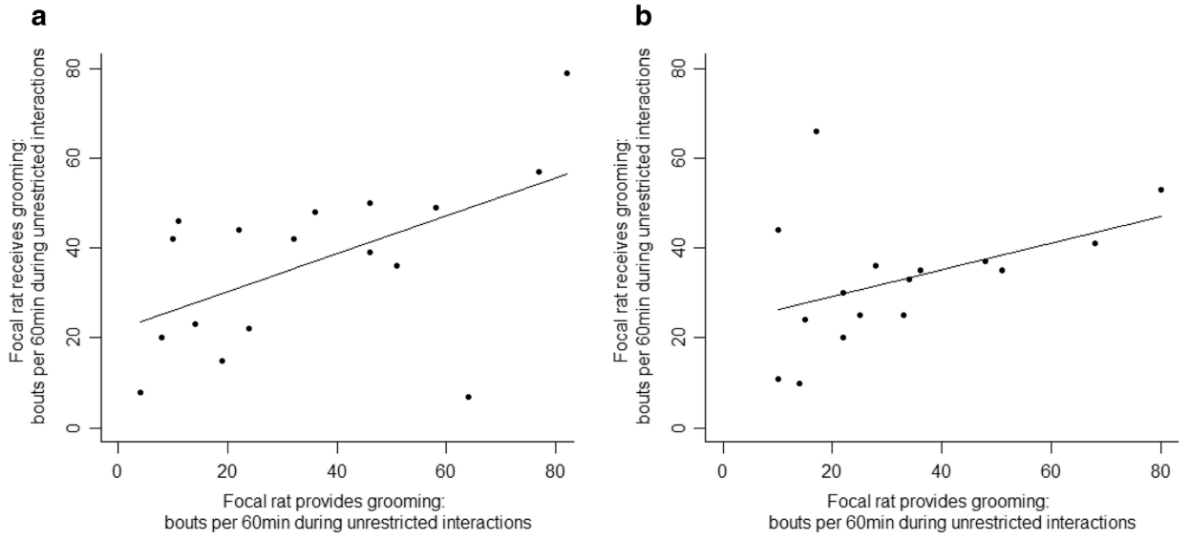 a
Focal rat receives grooming:
bouts per 60min during unrestricted interactions
80
60
40
20
0
0 20 40 60 80
Focal rat provides grooming:
bouts per 60min during unrestricted interactions
b
Focal rat receives grooming:
bouts per 60min during unrestricted interactions
80
60
40
20
0
0 20 40 60 80
Focal rat provides grooming:
bouts per 60min during unrestricted interactions